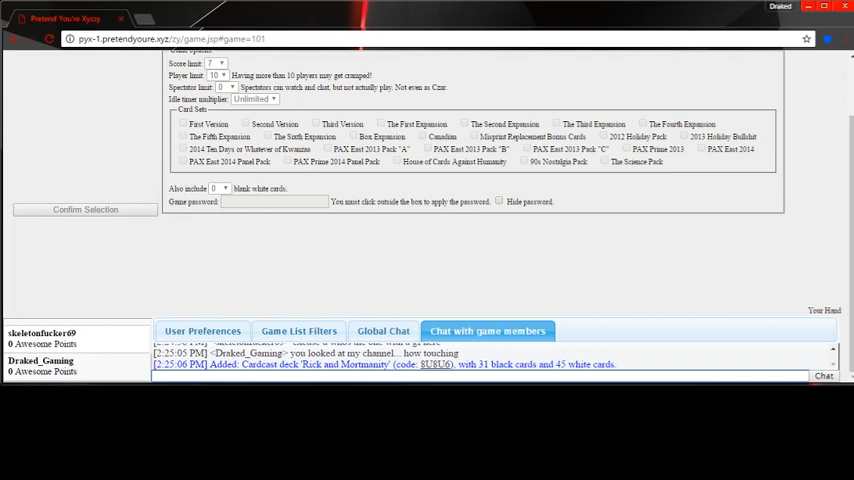 Draked
Pretend You're Xyzzy
pyx-1.pretendyoure.xyz/zy/game.jsp#game=101
Score limit: 7
Player limit: 10 Having more than 10 players may get cramped!
Spectator limit: 0 Spectators can watch and chat, but not actually play. Not even as Czar.
Idle timer multiplier: Unlimited
Card Sets
First Version Second Version Third Version The First Expansion The Second Expansion The Third Expansion The Fourth Expansion
The Fifth Expansion The Sixth Expansion Box Expansion Canadian Misprint Replacement Bonus Cards 2012 Holiday Pack 2013 Holiday Bullshit
2014 Ten Days or Whatever of Kwanzaa PAX East 2013 Pack "A" PAX East 2013 Pack "B" PAX East 2013 Pack "C" PAX Prime 2013 PAX East 2014
PAX East 2014 Panel Pack PAX Prime 2014 Panel Pack House of Cards Against Humanity 90s Nostalgia Pack The Science Pack
Also include 0 blank white cards.
Game password: You must click outside the box to apply the password. Hide password.
Confirm Selection
Your Hand
skeletonfucker69
0 Awesome Points
Draked_Gaming
0 Awesome Points
User Preferences Game List Filters Global Chat Chat with game members
[2:25:05 PM] <Draked_Gaming> you looked at my channel... how touching
[2:25:06 PM] Added: Cardcast deck 'Rick and Mortmanity' (code: 8U8U6), with 31 black cards and 45 white cards.
Chat